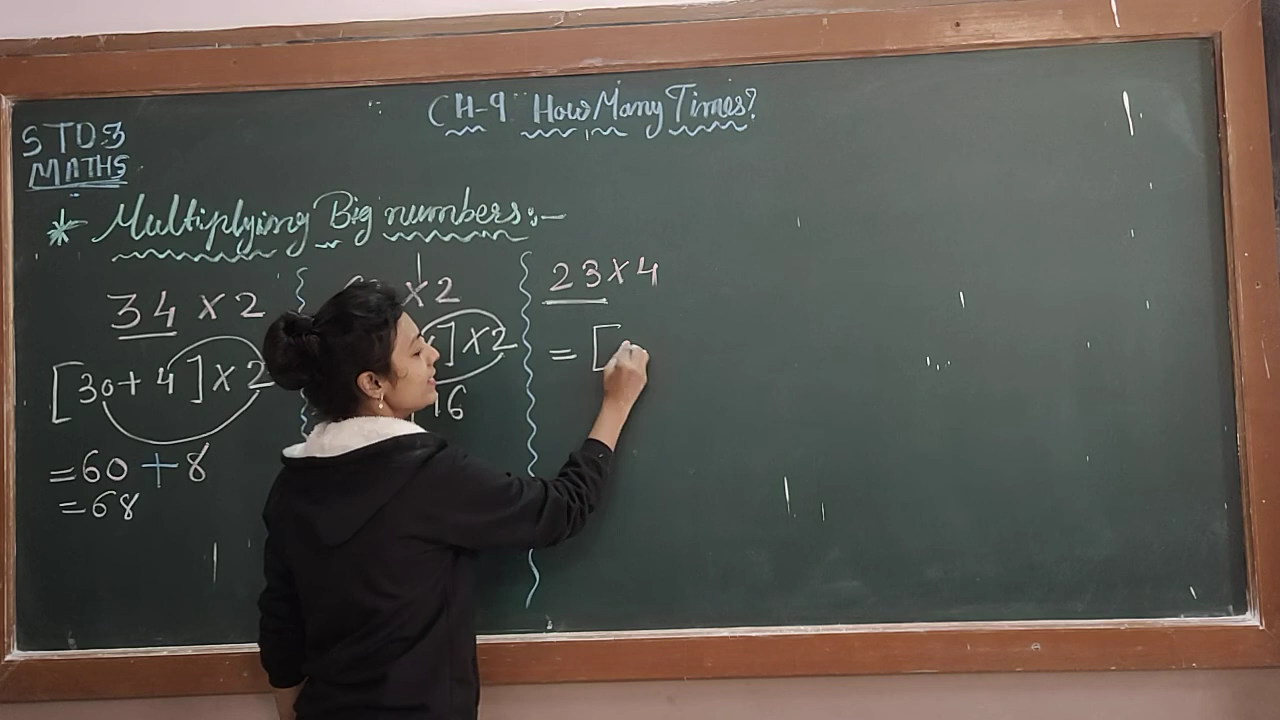 CH-9 How Many Times?
STD 3
MATHS
* Multiplying Big numbers:-
34 x 2
[30+ 4] x 2
= 60 + 8
= 68
x 2
] x 2
16
23 x 4
= [